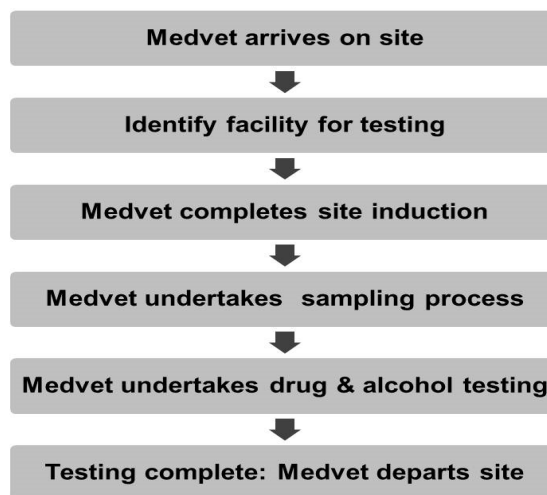 Medvet arrives on site
Identify facility for testing
Medvet completes site induction
Medvet undertakes sampling process
Medvet undertakes drug & alcohol testing
Testing complete: Medvet departs site